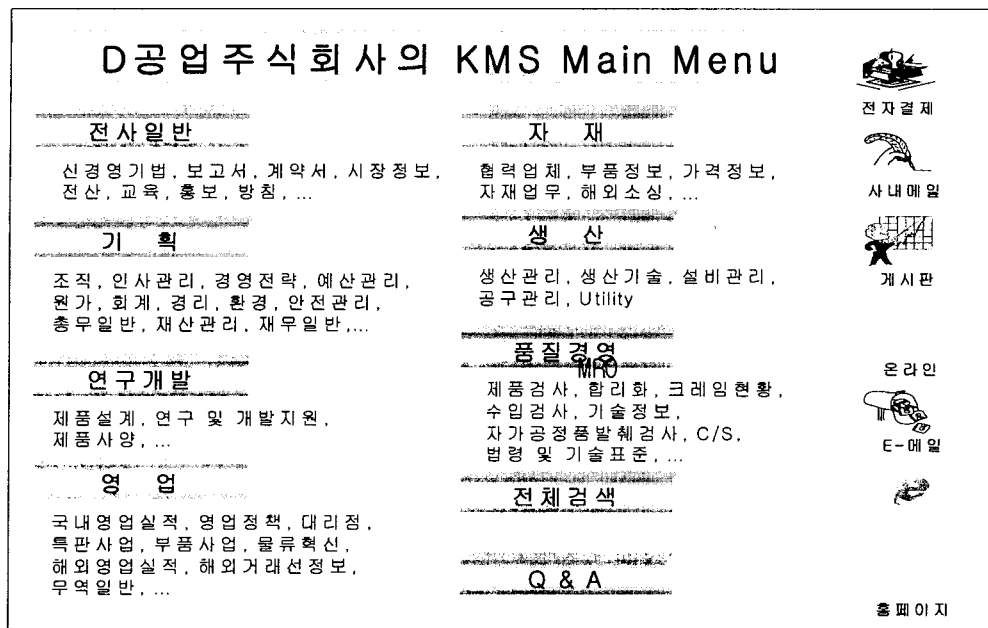 D공업주식회사의 KMS Main Menu
전사일반
신경영기법, 보고서, 계약서, 시장정보,
전산, 교육, 홍보, 방침, ...
기 획
조직, 인사관리, 경영전략, 예산관리,
원가, 회계, 경리, 환경, 안전관리,
총무일반, 재산관리, 재무일반,...
연구개발
제품설계, 연구 및 개발지원,
제품사양, ...
영 업
국내영업실적, 영업정책, 대리점,
특판사업, 부품사업, 물류혁신,
해외영업실적, 해외거래선정보,
무역일반, ...
자 재
협력업체, 부품정보, 가격정보,
자재업무, 해외소싱, ...
생 산
생산관리, 생산기술, 설비관리,
공구관리, Utility
품질경영
MRO
제품검사, 합리화, 크레임현황,
수입검사, 기술정보,
자가공정품발췌검사, C/S,
법령 및 기술표준, ...
전체검색
Q & A
전자결제
사내메일
게시판
온라인
E-메일
홈페이지